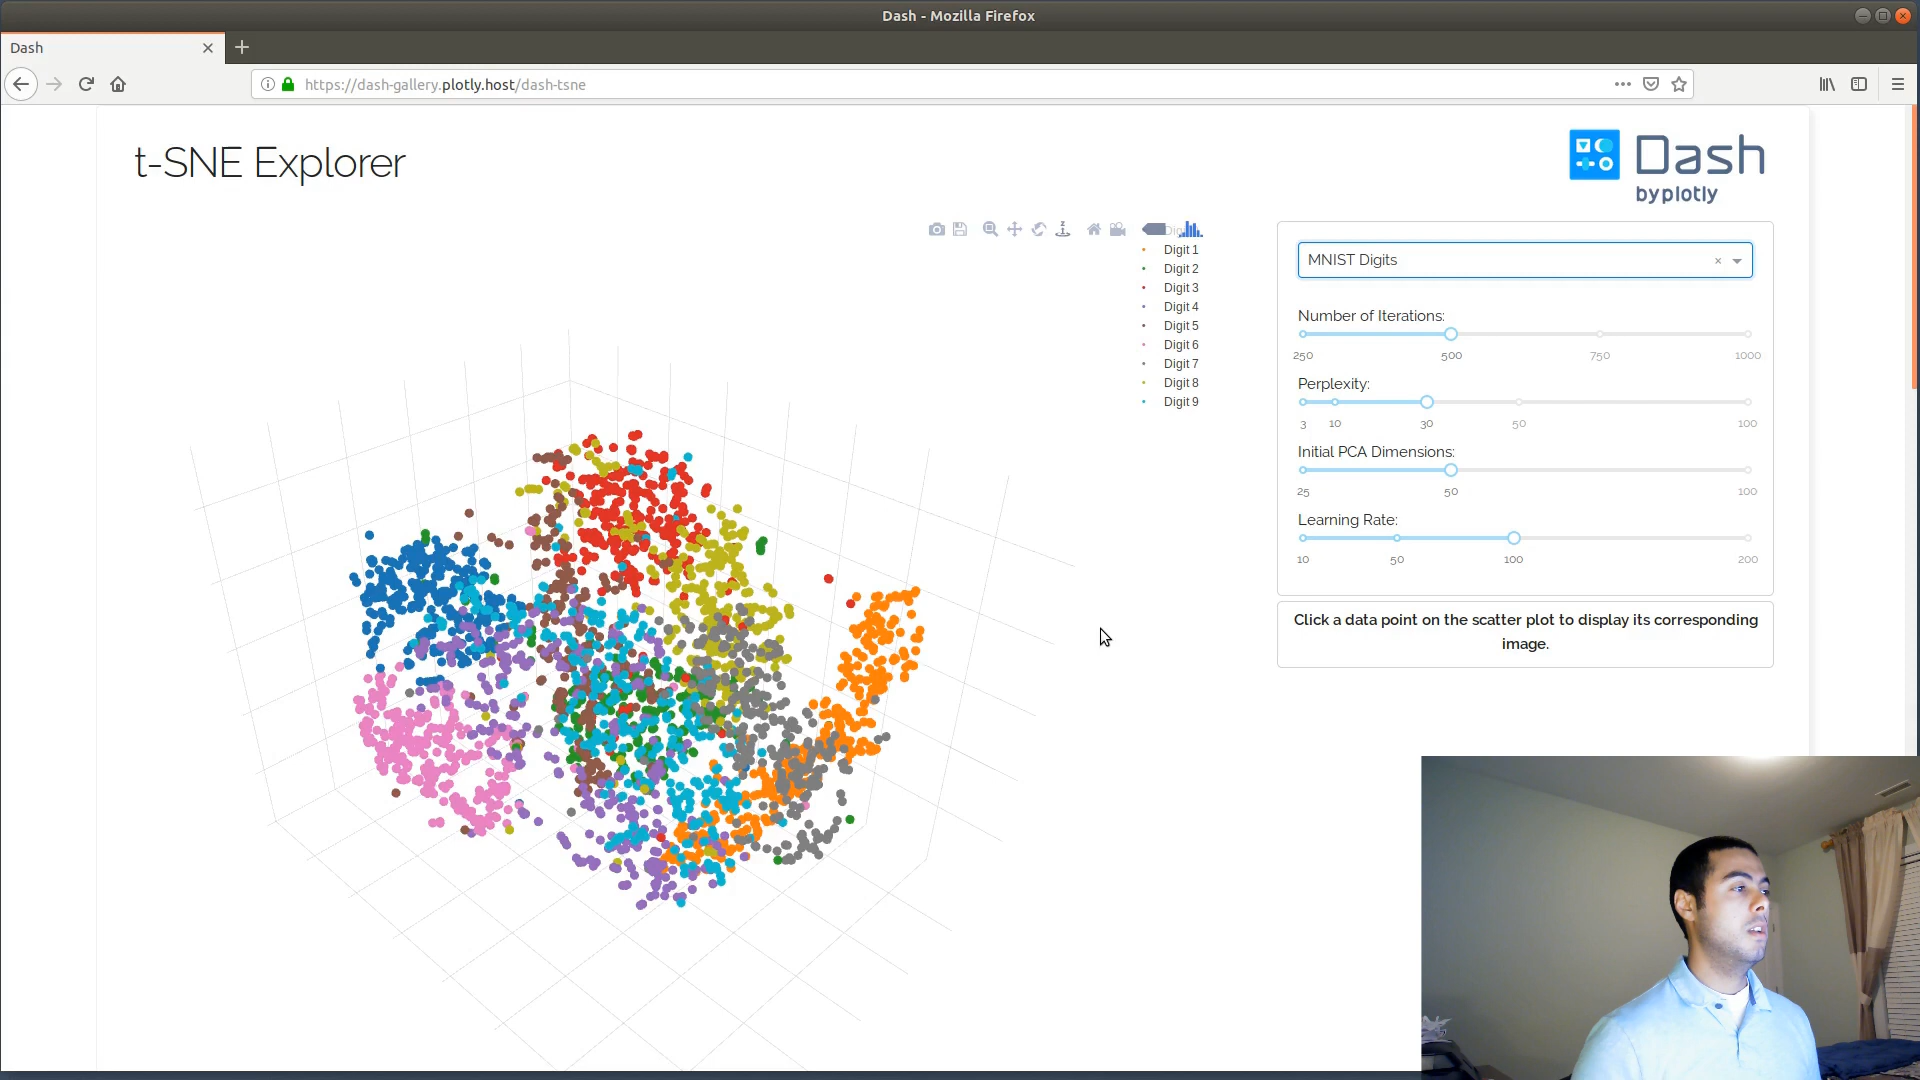 Dash - Mozilla Firefox
Dash
https://dash-gallery.plotly.host/dash-tsne
t-SNE Explorer
Dash
by plotly
Digit 1
Digit 2
Digit 3
Digit 4
Digit 5
Digit 6
Digit 7
Digit 8
Digit 9
MNIST Digits
Number of Iterations:
250 500 750 1000
Perplexity:
3 10 30 50 100
Initial PCA Dimensions:
25 50 100
Learning Rate:
10 50 100 200
Click a data point on the scatter plot to display its corresponding
image.